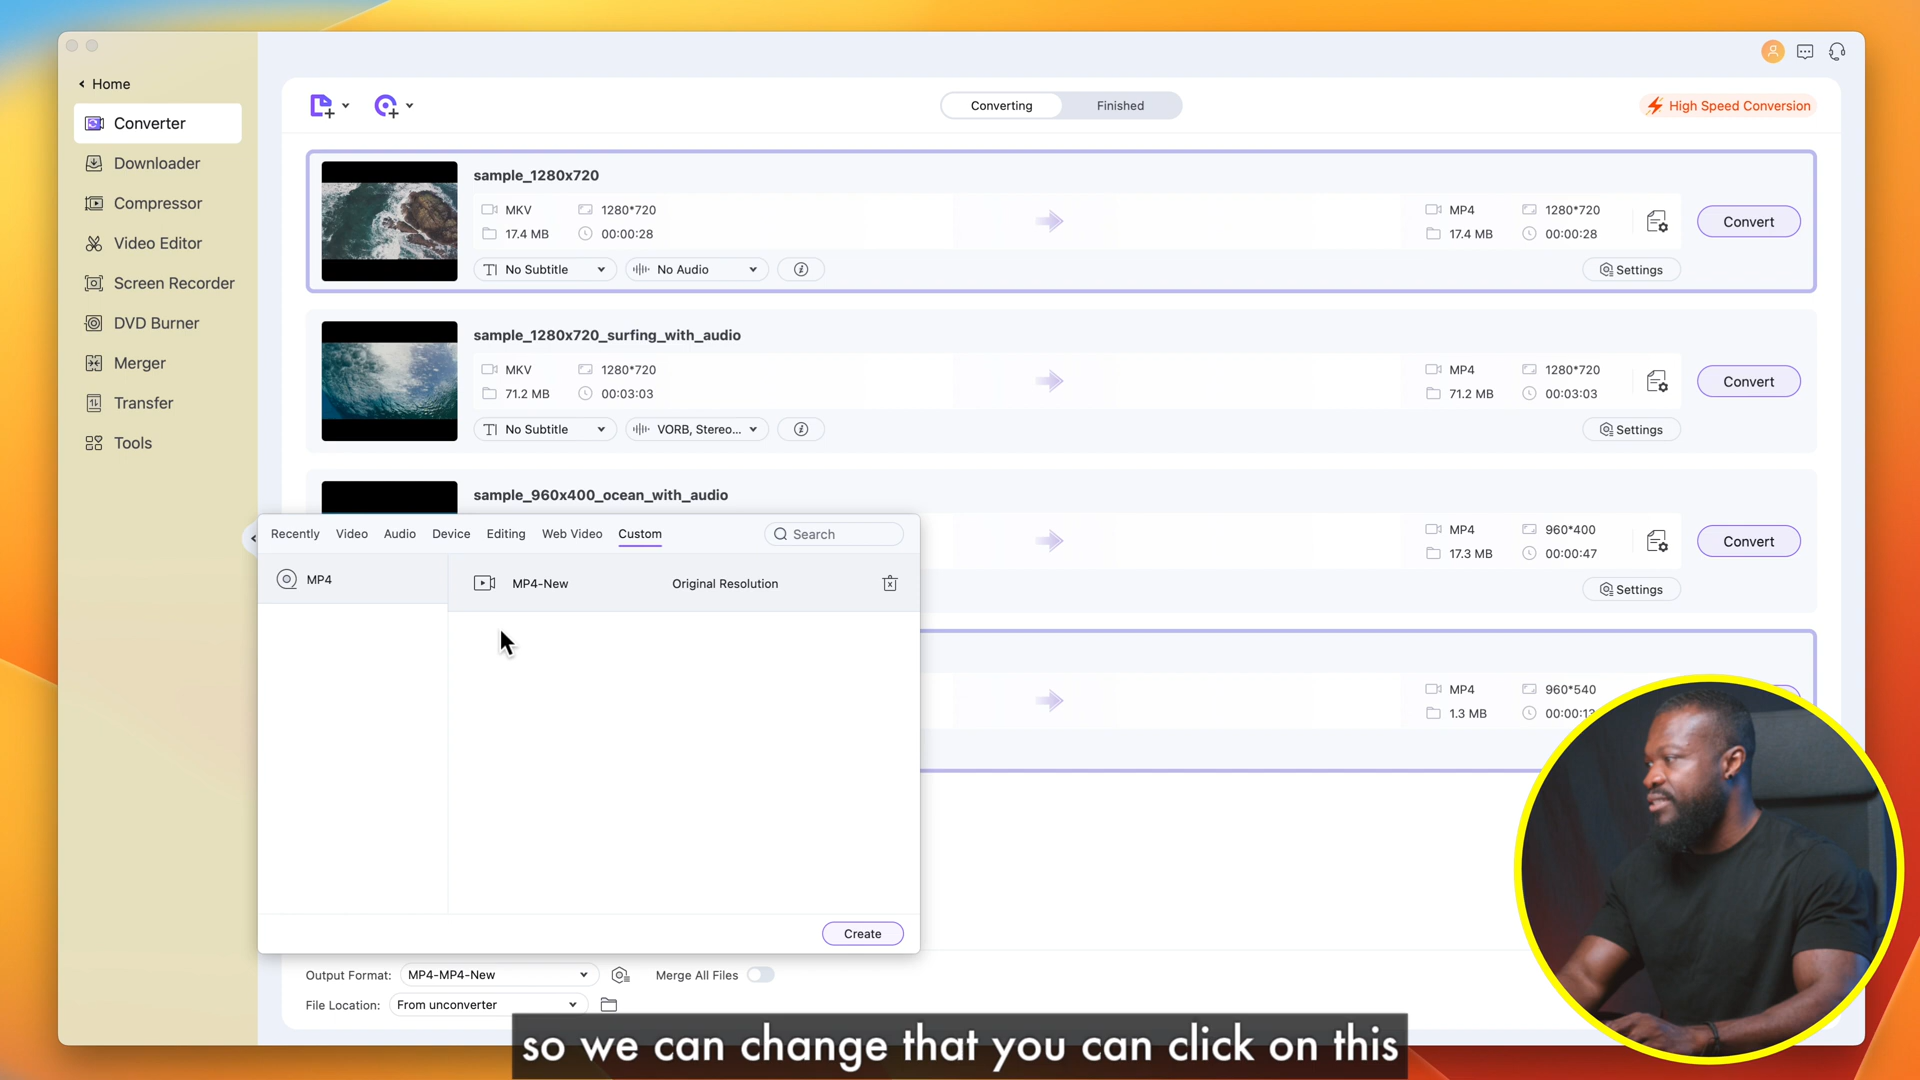 Home
Converter
Downloader
Compressor
Video Editor
Screen Recorder
DVD Burner
Merger
Transfer
Tools
Converting
Finished
High Speed Conversion
sample_1280x720
MKV 1280*720
17.4 MB 00:00:28
MP4 1280*720
17.4 MB 00:00:28
Convert
No Subtitle
No Audio
Settings
sample_1280x720_surfing_with_audio
MKV 1280*720
71.2 MB 00:03:03
MP4 1280*720
71.2 MB 00:03:03
Convert
No Subtitle
VORB, Stereo...
Settings
sample_960x400_ocean_with_audio
MP4 960*400
17.3 MB 00:00:47
Convert
Settings
Recently Video Audio Device Editing Web Video Custom
Search
MP4
MP4-New Original Resolution
Create
MP4 960*540
1.3 MB 00:00:13
Output Format: MP4-MP4-New
Merge All Files
File Location: From unconverter
so we can change that you can click on this